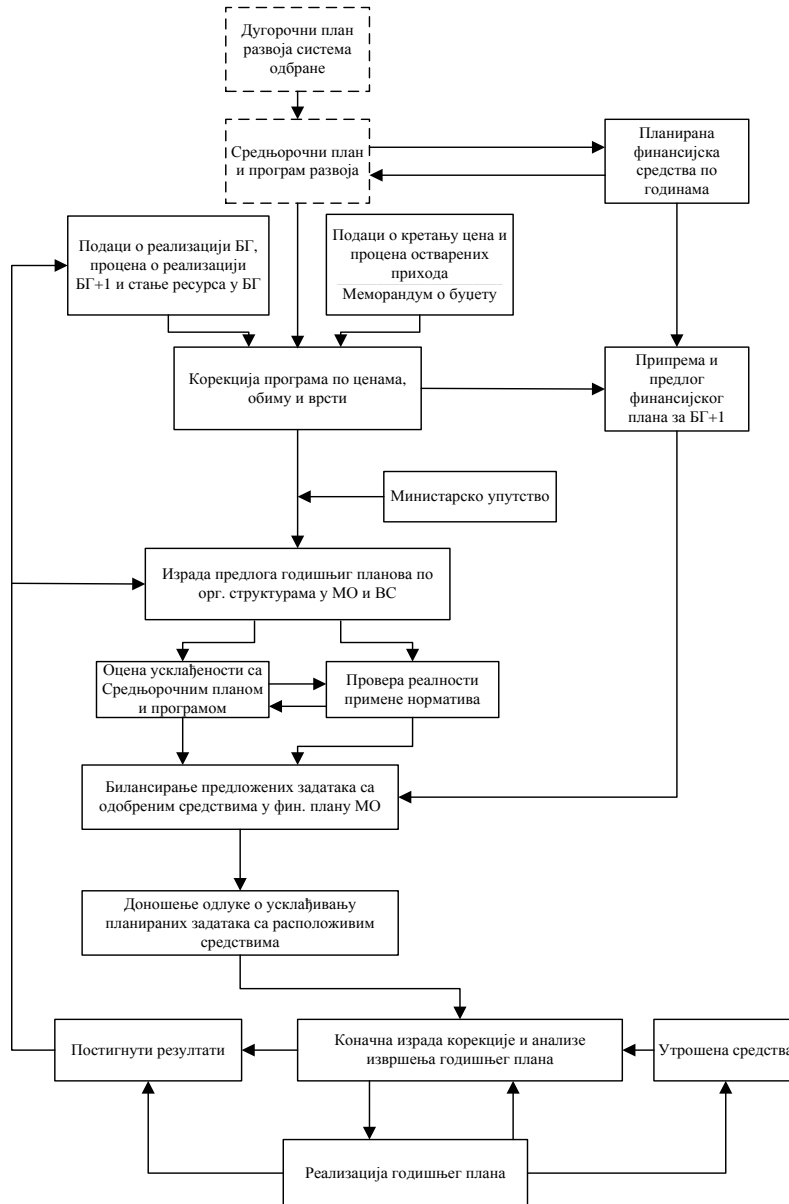 Дугорочни план
развоја система
одбране
Средњорочни план
и програм развоја
Планирана
финансијска
средства по
годинама
Подаци о реализацији БГ,
процена о реализацији
БГ+1 и стање ресурса у БГ
Подаци о кретању цена и
процена остварених
прихода
Меморандум о буџету
Корекција програма по ценама,
обиму и врсти
Припрема и
предлог
финансијског
плана за БГ+1
Министарско упутство
Израда предлога годишњиг планова по
орг. структурама у МО и ВС
Оцена усклађености са
Средњорочним планом
и програмом
Провера реалности
примене норматива
Билансирање предложених задатака са
одобреним средствима у фин. плану МО
Доношење одлуке о усклађивању
планираних задатака са расположивим
средствима
Постигнути резултати
Коначна израда корекције и анализе
извршења годишњег плана
Утрошена средства
Реализација годишњег плана